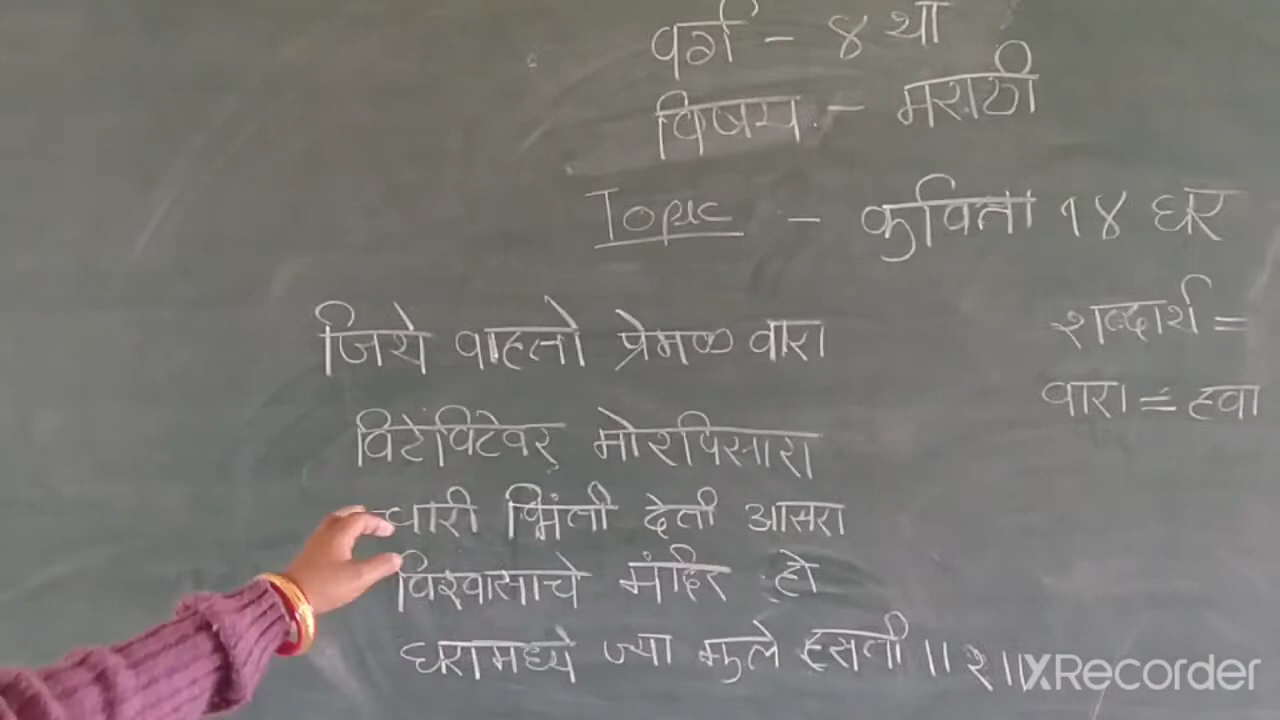 वर्ग - ४ था
विषय - मराठी
Topic - कविता १४ घर
जिथे वाहतो प्रेमळ वारा
विटेविटेवर मोरपिसारा
चारी भिंती देती आसरा
विश्वासाचे मंदिर हो
घरामध्ये ज्या मुले हसती ॥१॥
शब्दार्थ =
वारा = हवा
XRecorder